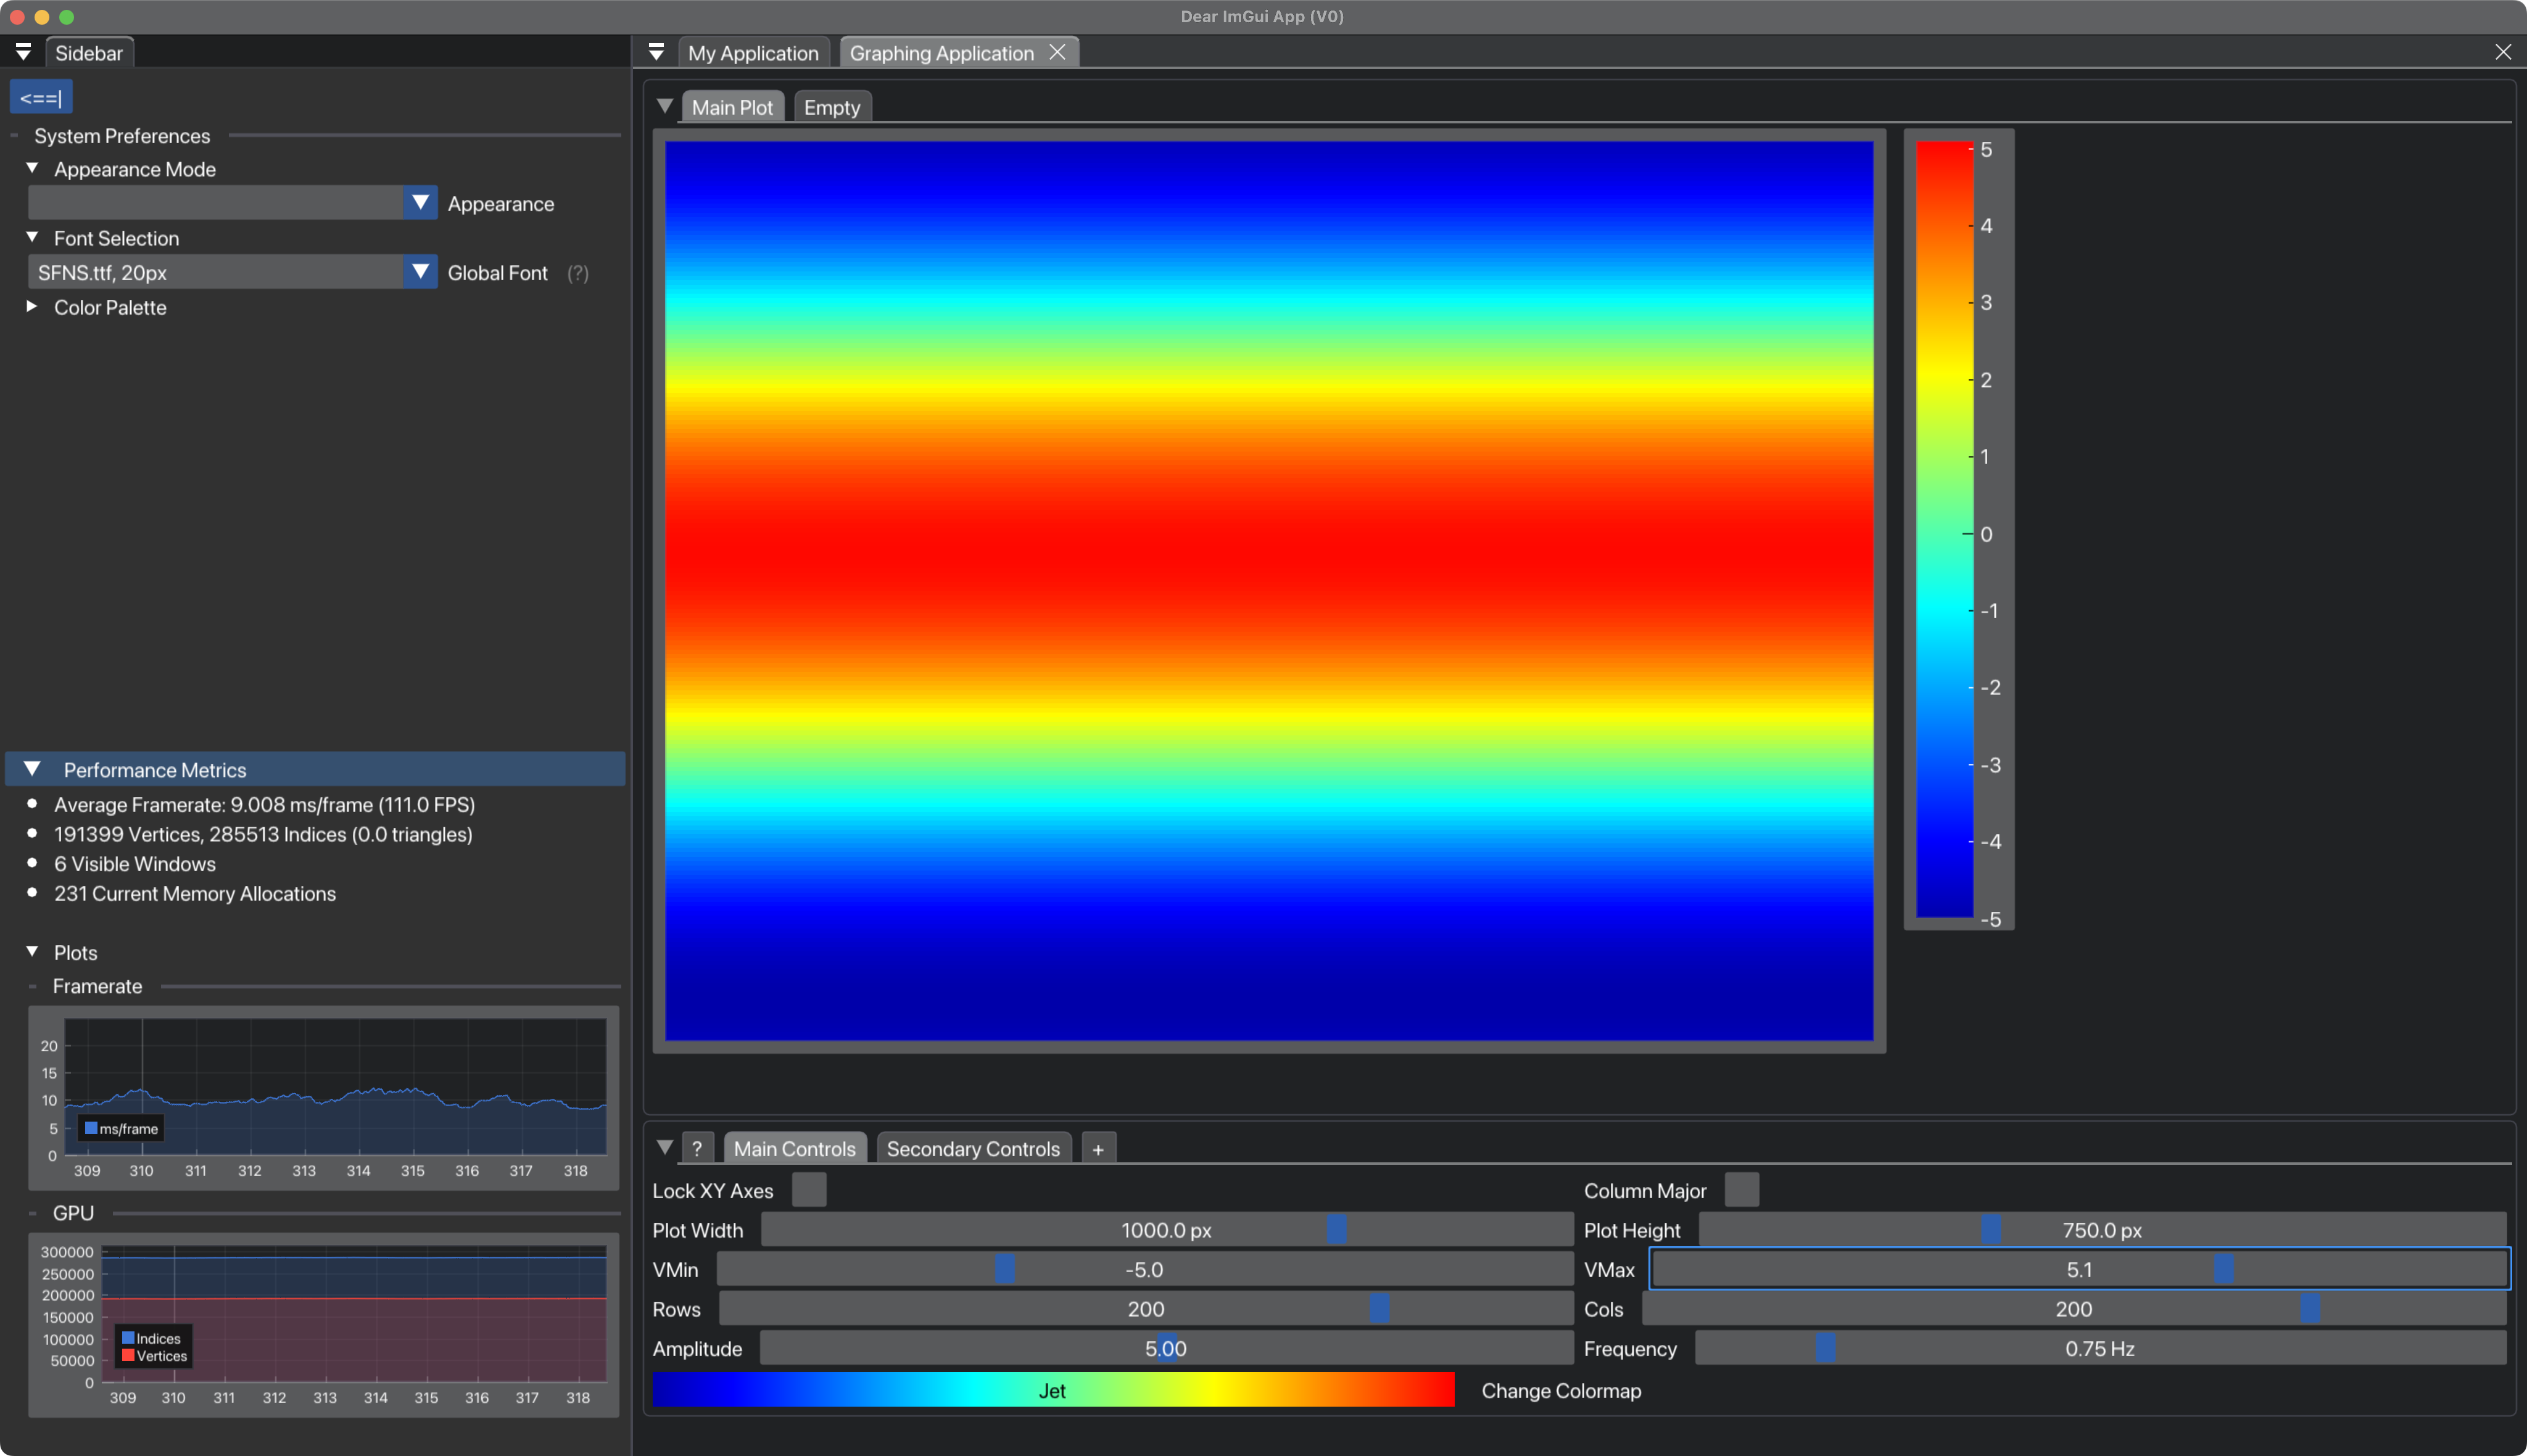 Dear ImGui App (V0)
Sidebar
<==|
System Preferences
Appearance Mode
Appearance
Font Selection
SFNS.ttf, 20px
Global Font (?)
Color Palette
Performance Metrics
Average Framerate: 9.008 ms/frame (111.0 FPS)
191399 Vertices, 285513 Indices (0.0 triangles)
6 Visible Windows
231 Current Memory Allocations
Plots
Framerate
20
15
10
5
0
ms/frame
309 310 311 312 313 314 315 316 317 318
GPU
300000
250000
200000
150000
100000
50000
0
Indices
Vertices
309 310 311 312 313 314 315 316 317 318
My Application Graphing Application
Main Plot Empty
5
4
3
2
1
0
-1
-2
-3
-4
-5
? Main Controls Secondary Controls +
Lock XY Axes Column Major
Plot Width 1000.0 px Plot Height 750.0 px
VMin -5.0 VMax 5.1
Rows 200 Cols 200
Amplitude 5.00 Frequency 0.75 Hz
Jet Change Colormap